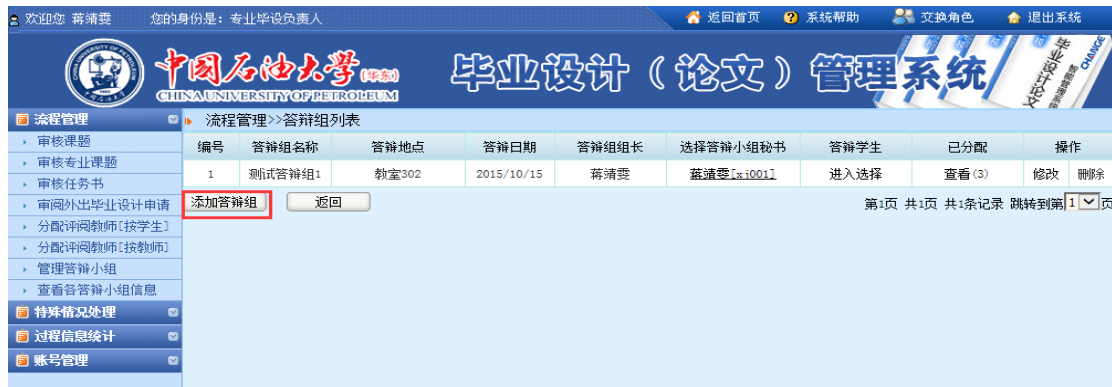 欢迎您 蒋靖雯 您的身份是：专业毕设负责人 返回首页 系统帮助 交换角色 退出系统
中国石油大学(华东) 毕业设计（论文）管理系统
CHINA UNIVERSITY OF PETROLEUM
流程管理
流程管理>>答辩组列表
审核课题
审核专业课题
审核任务书
审阅外出毕业设计申请
分配评阅教师[按学生]
分配评阅教师[按教师]
管理答辩小组
查看各答辩小组信息
特殊情况处理
过程信息统计
账号管理
编号 答辩组名称 答辩地点 答辩日期 答辩组组长 选择答辩小组秘书 答辩学生 已分配 操作
1 测试答辩组1 教室302 2015/10/15 蒋靖雯 蒋靖雯[xj001] 进入选择 查看(3) 修改 删除
添加答辩组 返回 第1页 共1页 共1条记录 跳转到第 1 页